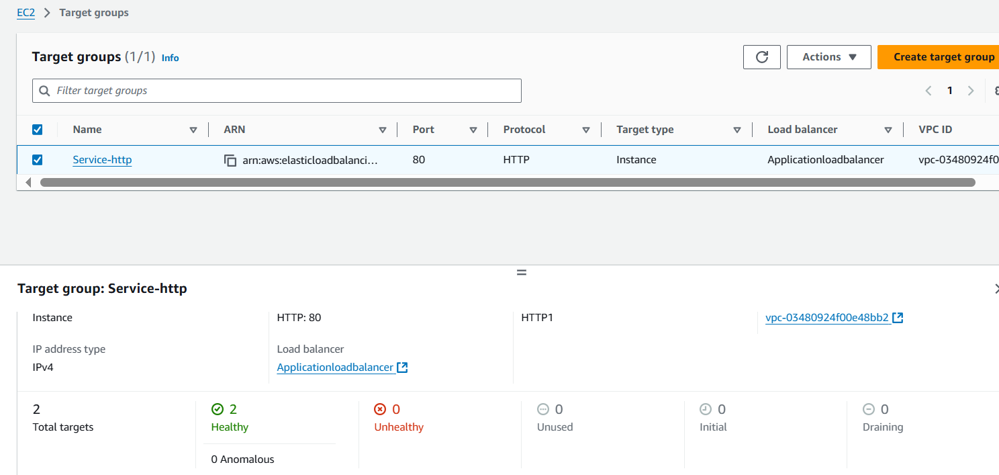 EC2 > Target groups
Target groups (1/1) Info
Actions
Create target group
Filter target groups
1
Name ARN Port Protocol Target type Load balancer VPC ID
Service-http arn:aws:elasticloadbalanci... 80 HTTP Instance Applicationloadbalancer vpc-03480924f0
Target group: Service-http
Instance HTTP: 80 HTTP1 vpc-03480924f00e48bb2
IP address type Load balancer
IPv4 Applicationloadbalancer
2 2 0 0 0 0
Total targets Healthy Unhealthy Unused Initial Draining
0 Anomalous